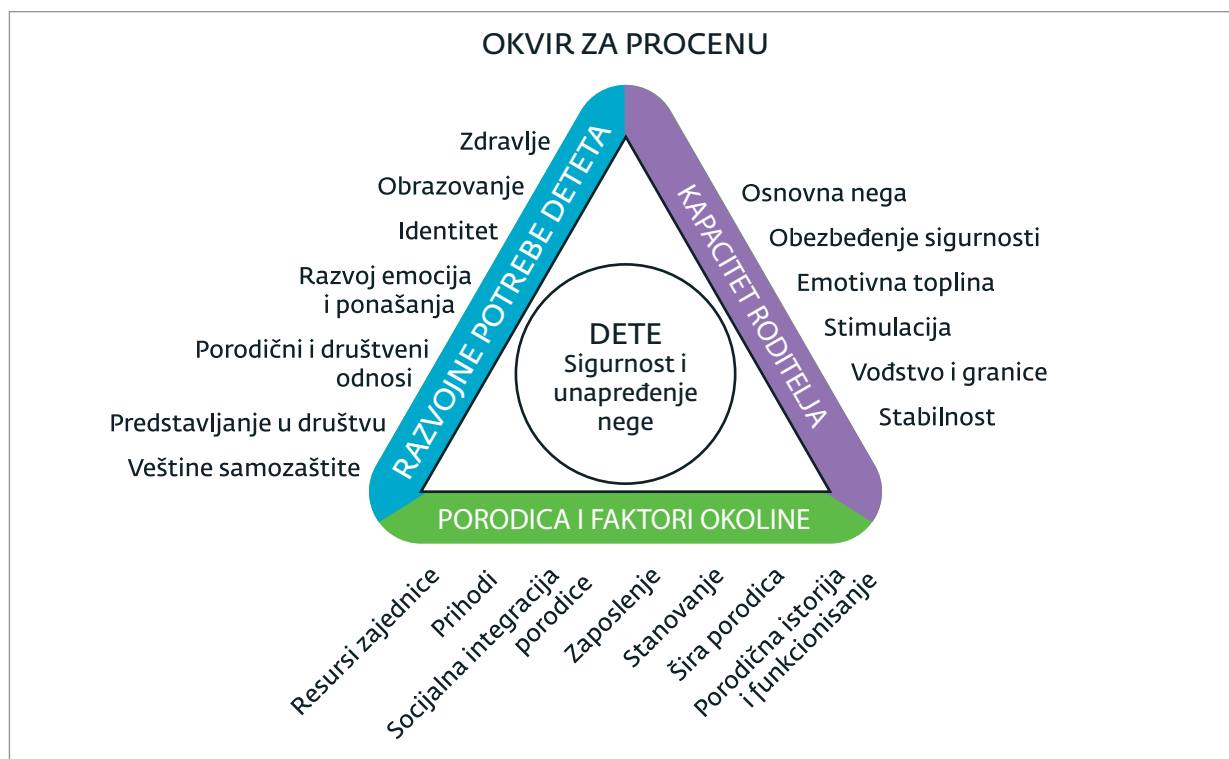 OKVIR ZA PROCENU
RAZVOJNE POTREBE DETETA
Zdravlje
Obrazovanje
Identitet
Razvoj emocija
i ponašanja
Porodični i društveni
odnosi
Predstavljanje u društvu
Veštine samozaštite
KAPACITET RODITELJA
Osnovna nega
Obezbeđenje sigurnosti
Emotivna toplina
Stimulacija
Vođstvo i granice
Stabilnost
DETE
Sigurnost i
unapređenje
nege
PORODICA I FAKTORI OKOLINE
Resursi zajednice
Prihodi
Socijalna integracija
porodice
Zaposlenje
Stanovanje
Šira porodica
Porodična istorija
i funkcionisanje